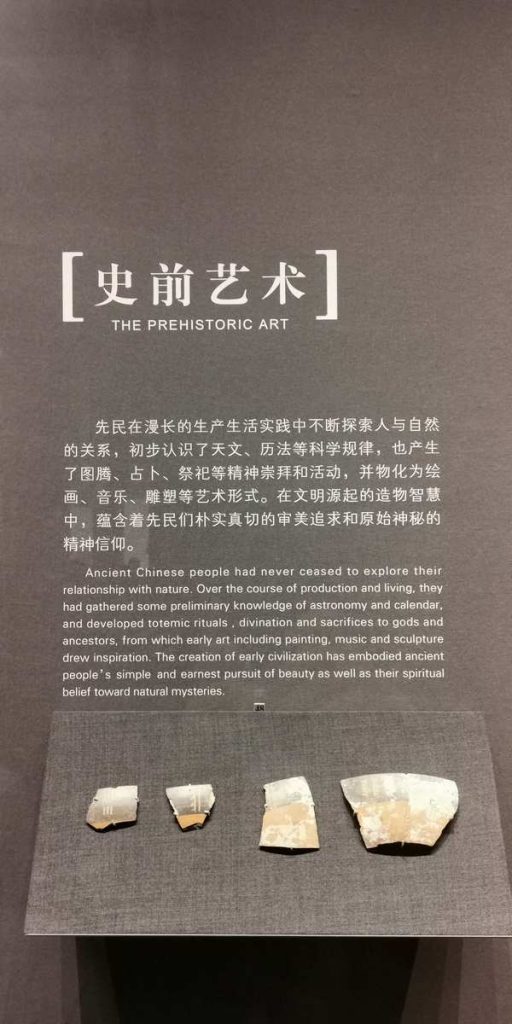 [史前艺术]
THE PREHISTORIC ART
先民在漫长的生产生活实践中不断探索人与自然
的关系，初步认识了天文、历法等科学规律，也产生
了图腾、占卜、祭祀等精神崇拜和活动，并物化为绘
画、音乐、雕塑等艺术形式。在文明源起的造物智慧
中，蕴含着先民们朴实真切的审美追求和原始神秘的
精神信仰。
Ancient Chinese people had never ceased to explore their
relationship with nature. Over the course of production and living, they
had gathered some preliminary knowledge of astronomy and calendar,
and developed totemic rituals , divination and sacrifices to gods and
ancestors, from which early art including painting, music and sculpture
drew inspiration. The creation of early civilization has embodied ancient
people's simple and earnest pursuit of beauty as well as their spiritual
belief toward natural mysteries.